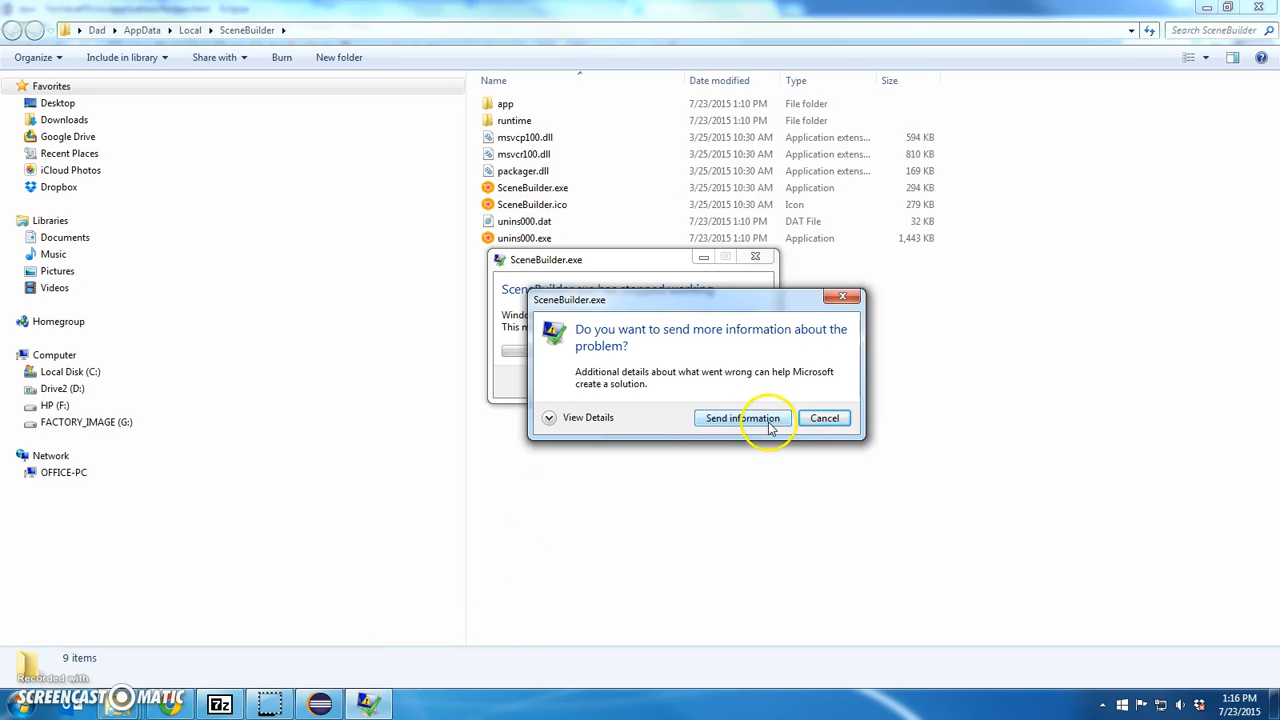 Dad
AppData
Local
SceneBuilder
Search SceneBuilder
Organize
Include in library
Share with
Burn
New folder
Favorites
Desktop
Downloads
Google Drive
Recent Places
iCloud Photos
Dropbox
Libraries
Documents
Music
Pictures
Videos
Homegroup
Computer
Local Disk (C:)
Drive2 (D:)
HP (F:)
FACTORY_IMAGE (G:)
Network
OFFICE-PC
Name Date modified Type Size
app 7/23/2015 1:10 PM File folder
runtime 7/23/2015 1:10 PM File folder
msvcp100.dll 3/25/2015 10:30 AM Application extens... 594 KB
msvcr100.dll 3/25/2015 10:30 AM Application extens... 810 KB
packager.dll 3/25/2015 10:30 AM Application extens... 169 KB
SceneBuilder.exe 3/25/2015 10:30 AM Application 294 KB
SceneBuilder.ico 3/25/2015 10:30 AM Icon 279 KB
unins000.dat 7/23/2015 1:10 PM DAT File 32 KB
unins000.exe 7/23/2015 1:10 PM Application 1,443 KB
SceneBuilder.exe
SceneBuilder.exe
Do you want to send more information about the
problem?
Additional details about what went wrong can help Microsoft
create a solution.
View Details
Send information
Cancel
9 items
Recorded with
SCREENCAST MATIC
7z
1:16 PM
7/23/2015